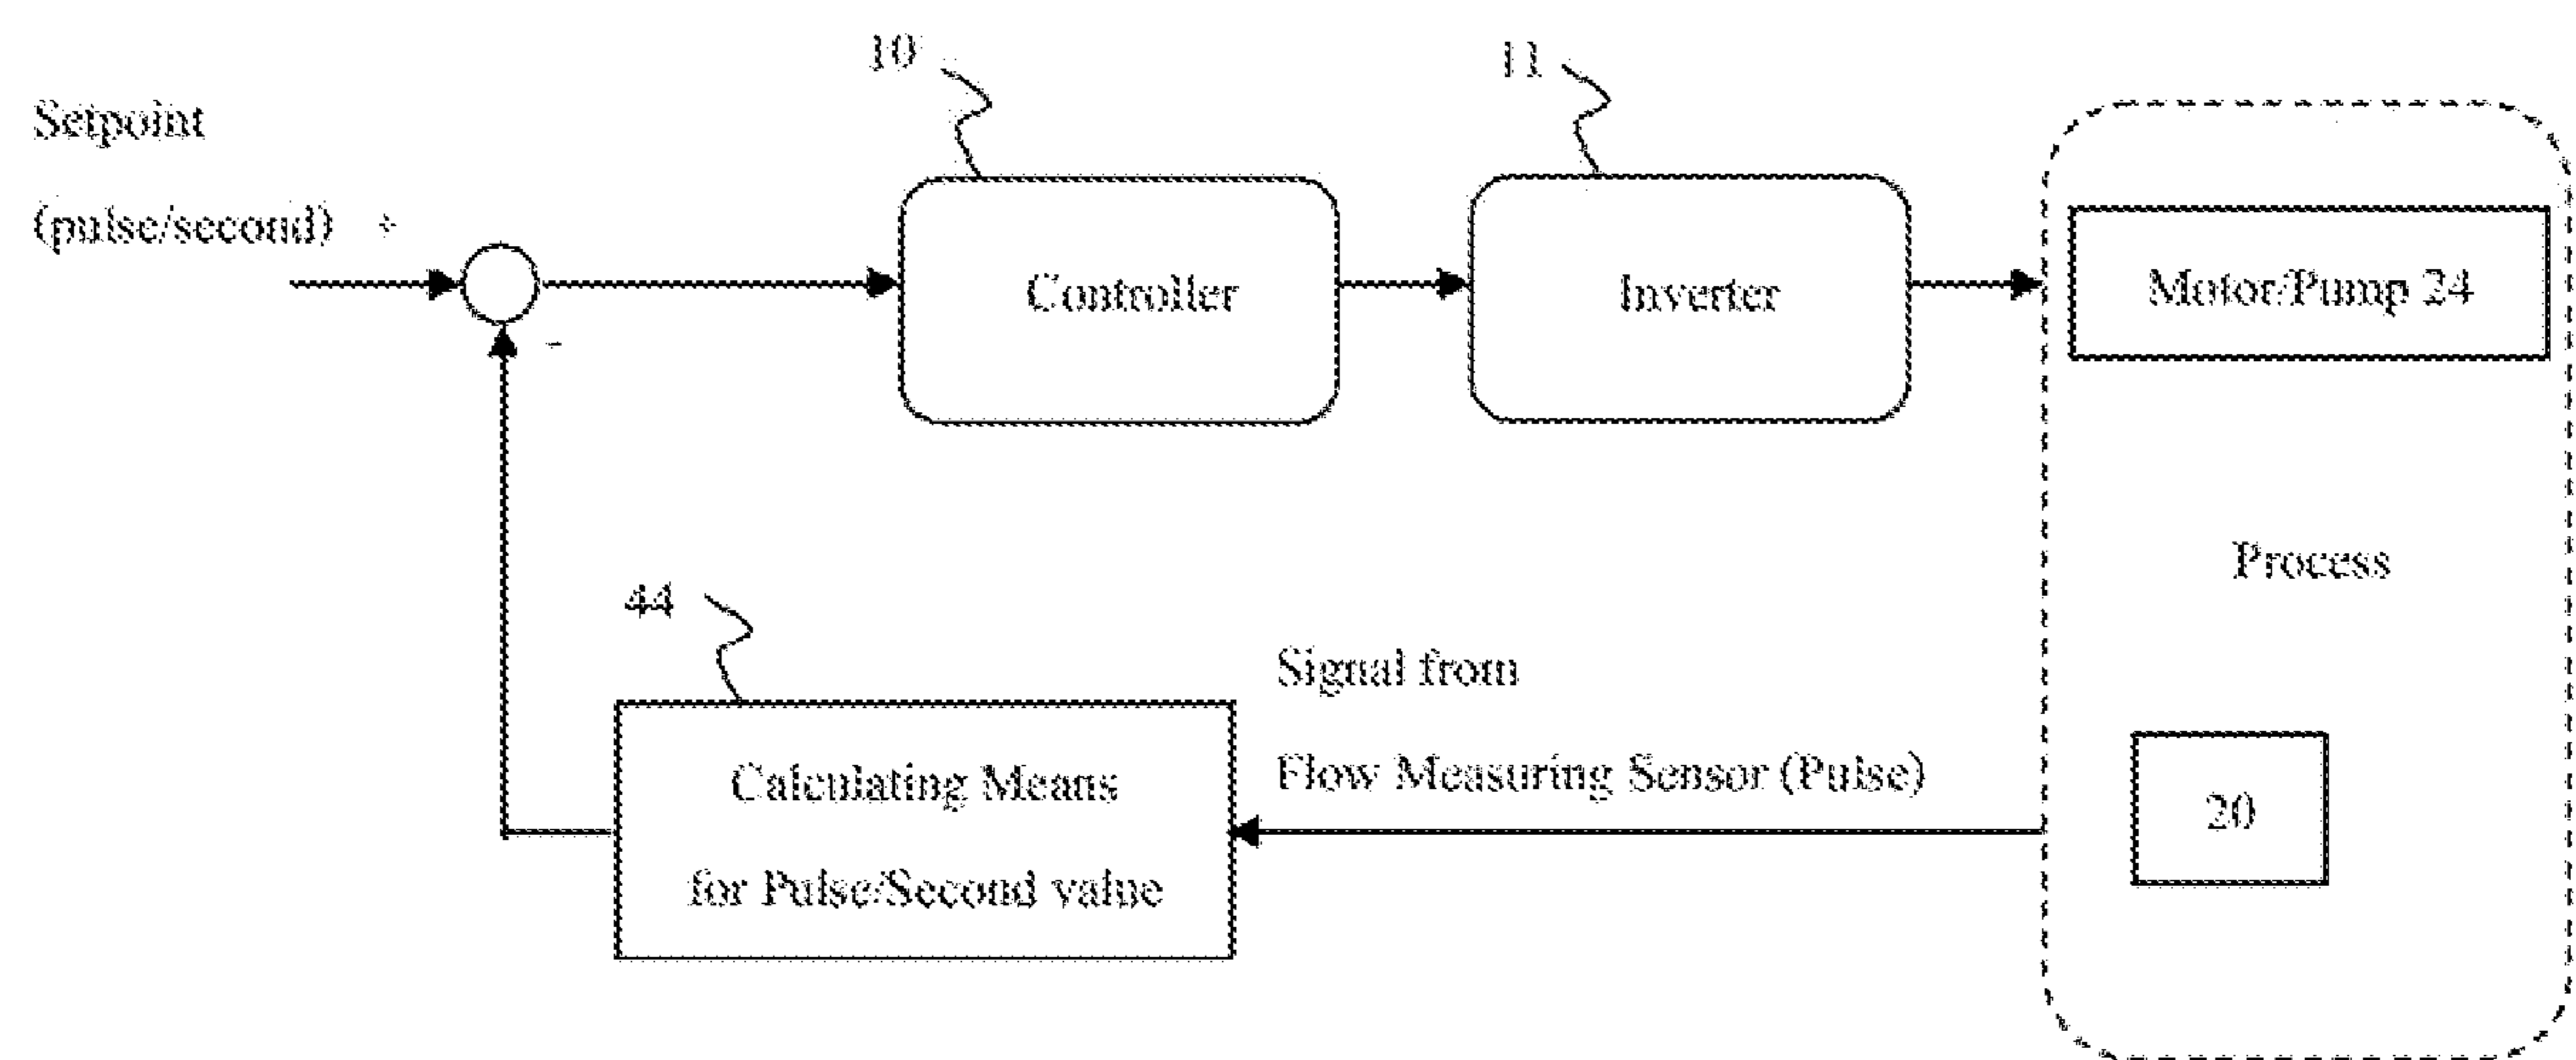 10
11
Setpoint
(pulse/second) +
Controller
Inverter
Motor/Pump 24
-
Process
44
Signal from
Flow Measuring Sensor (Pulse)
Calculating Means
for Pulse/Second value
20